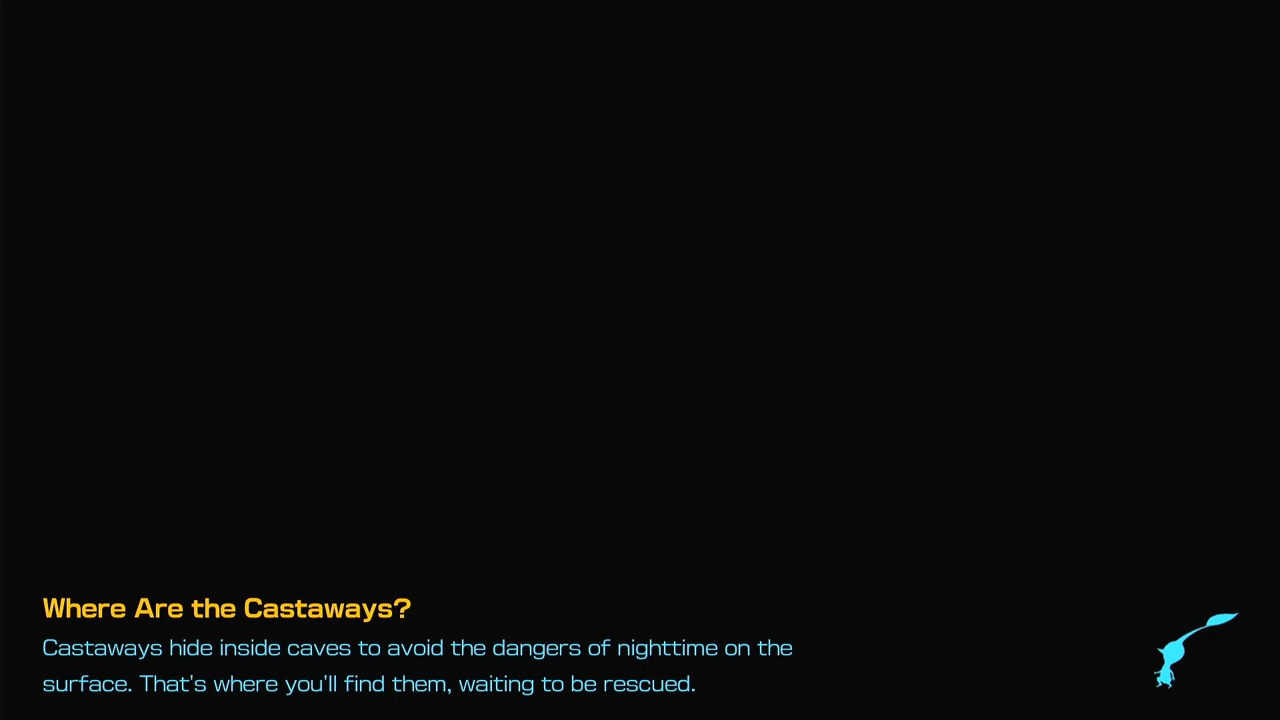 Where Are the Castaways?
Castaways hide inside caves to avoid the dangers of nighttime on the
surface. That's where you'll find them, waiting to be rescued.